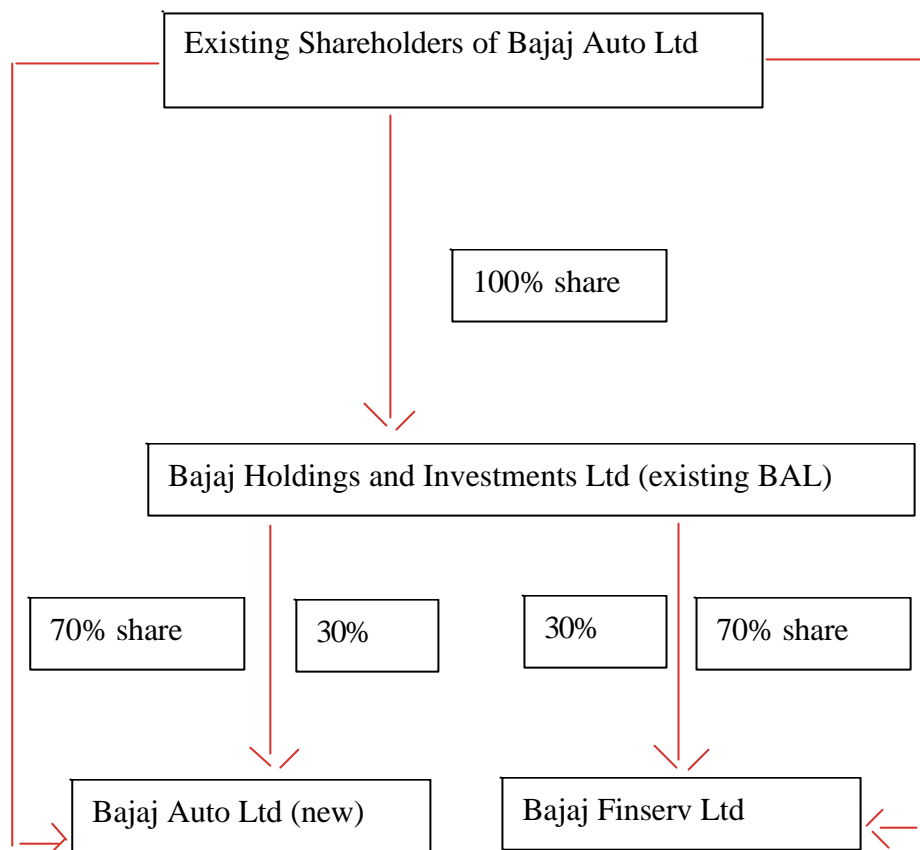 Existing Shareholders of Bajaj Auto Ltd
100% share
Bajaj Holdings and Investments Ltd (existing BAL)
70% share
30%
30%
70% share
Bajaj Auto Ltd (new)
Bajaj Finserv Ltd